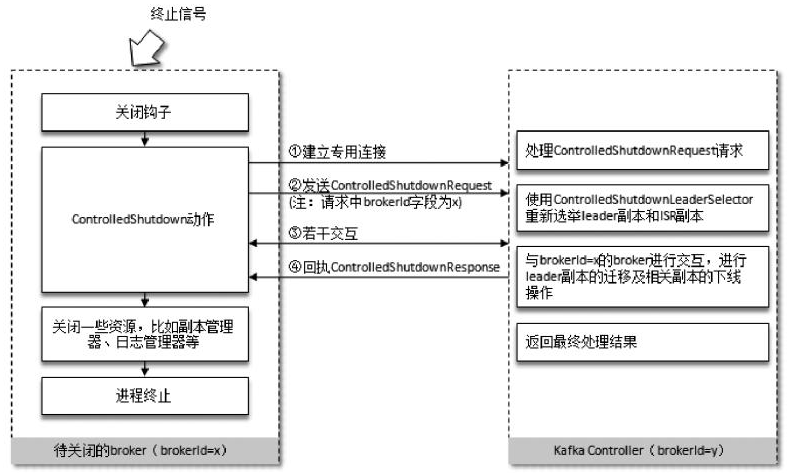 终止信号
关闭钩子
ControlledShutdown动作
关闭一些资源，比如副本管理
器、日志管理器等
进程终止
待关闭的broker（brokerId=x）
①建立专用连接
②发送ControlledShutdownRequest
(注：请求中brokerId字段为x)
③若干交互
④回执ControlledShutdownResponse
处理ControlledShutdownRequest请求
使用ControlledShutdownLeaderSelector
重新选举leader副本和ISR副本
与brokerId=x的broker进行交互，进行
leader副本的迁移及相关副本的下线
操作
返回最终处理结果
Kafka Controller（brokerId=y）